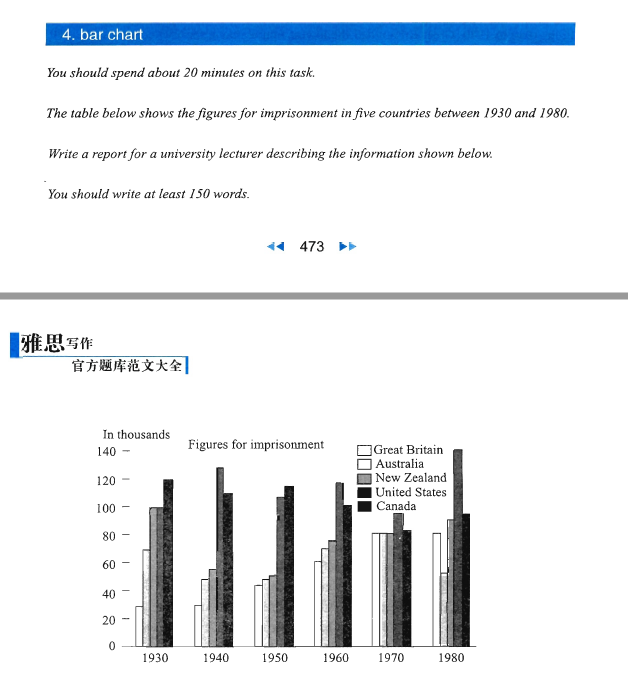 4. bar chart
You should spend about 20 minutes on this task.
The table below shows the figures for imprisonment in five countries between 1930 and 1980.
Write a report for a university lecturer describing the information shown below.
You should write at least 150 words.
473
雅思写作
官方题库范文大全
In thousands
Figures for imprisonment
140
120
100
80
60
40
20
0
Great Britain
Australia
New Zealand
United States
Canada
1930 1940 1950 1960 1970 1980